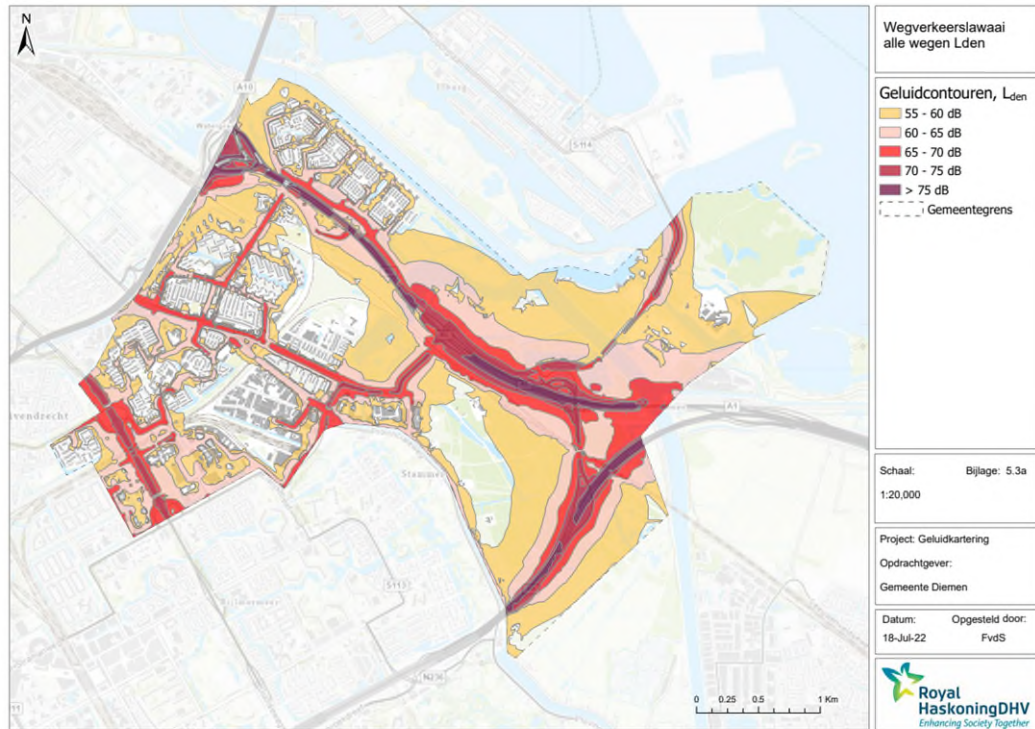 N
A10
IJburg
S114
A1
Stammer
S113
Bijlmermeer
N236
0 0.25 0.5 1 Km
Wegverkeerslawaai
alle wegen Lden
Geluidcontouren, Lden
55 - 60 dB
60 - 65 dB
65 - 70 dB
70 - 75 dB
> 75 dB
Gemeentegrens
Schaal: Bijlage: 5.3a
1:20,000
Project: Geluidkartering
Opdrachtgever:
Gemeente Diemen
Datum: Opgesteld door:
18-Jul-22 FvdS
Royal
HaskoningDHV
Enhancing Society Together